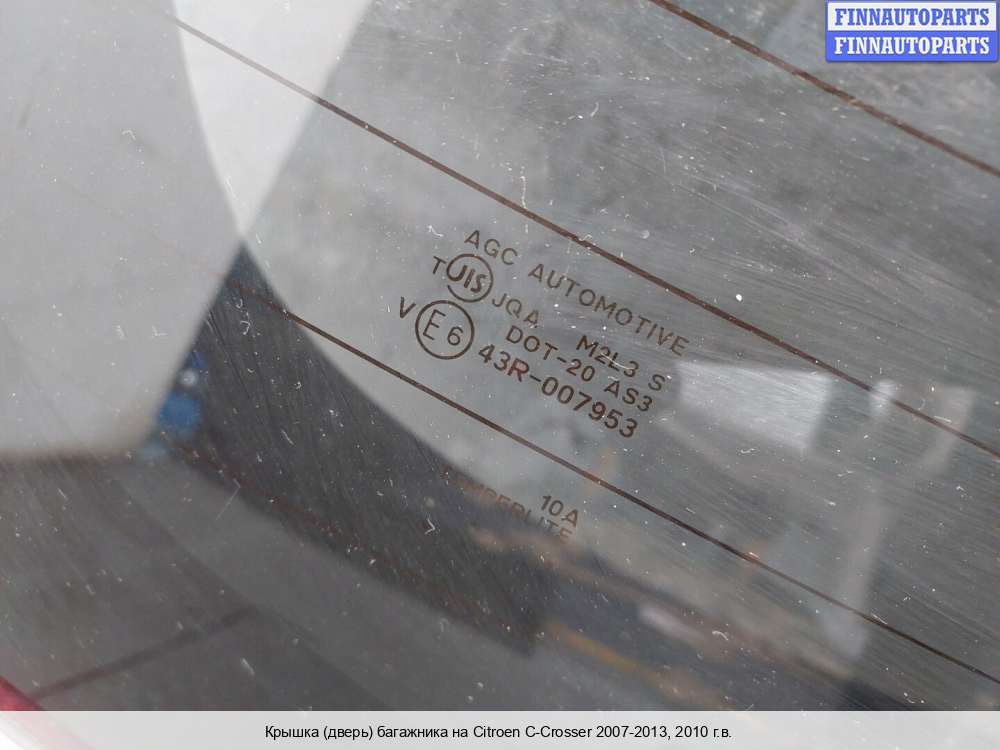 FINNAUTOPARTS
FINNAUTOPARTS
AGC AUTOMOTIVE
T JIS JQA M2L3 S
DOT-20 AS3
V E6 43R-007953
10A
Крышка (дверь) багажника на Citroen C-Crosser 2007-2013, 2010 г.в.